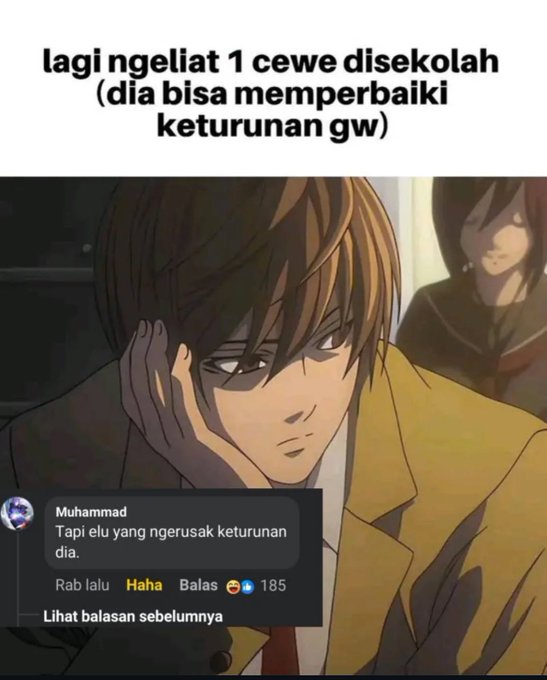 lagi ngeliat 1 cewe disekolah
(dia bisa memperbaiki
keturunan gw)
Muhammad
Tapi elu yang ngerusak keturunan
dia.
Rab lalu Haha Balas 185
Lihat balasan sebelumnya